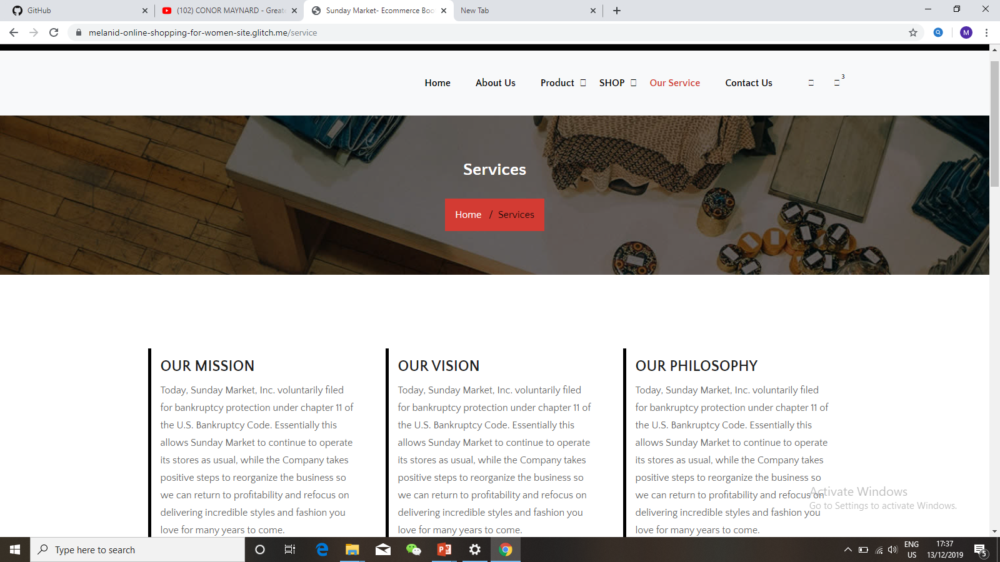 GitHub
(102) CONOR MAYNARD - Great
Sunday Market- Ecommerce Boo
New Tab
melanid-online-shopping-for-women-site.glitch.me/service
M
Home About Us Product SHOP Our Service Contact Us 3
Services
Home / Services
OUR MISSION
Today, Sunday Market, Inc. voluntarily filed
for bankruptcy protection under chapter 11 of
the U.S. Bankruptcy Code. Essentially this
allows Sunday Market to continue to operate
its stores as usual, while the Company takes
positive steps to reorganize the business so
we can return to profitability and refocus on
delivering incredible styles and fashion you
love for many years to come.
OUR VISION
Today, Sunday Market, Inc. voluntarily filed
for bankruptcy protection under chapter 11 of
the U.S. Bankruptcy Code. Essentially this
allows Sunday Market to continue to operate
its stores as usual, while the Company takes
positive steps to reorganize the business so
we can return to profitability and refocus on
delivering incredible styles and fashion you
love for many years to come.
OUR PHILOSOPHY
Today, Sunday Market, Inc. voluntarily filed
for bankruptcy protection under chapter 11 of
the U.S. Bankruptcy Code. Essentially this
allows Sunday Market to continue to operate
its stores as usual, while the Company takes
positive steps to reorganize the business so
we can return to profitability and refocus on
delivering incredible styles and fashion you
love for many years to come.
Activate Windows
Go to Settings to activate Windows.
Type here to search
ENG
US
17:37
13/12/2019
5